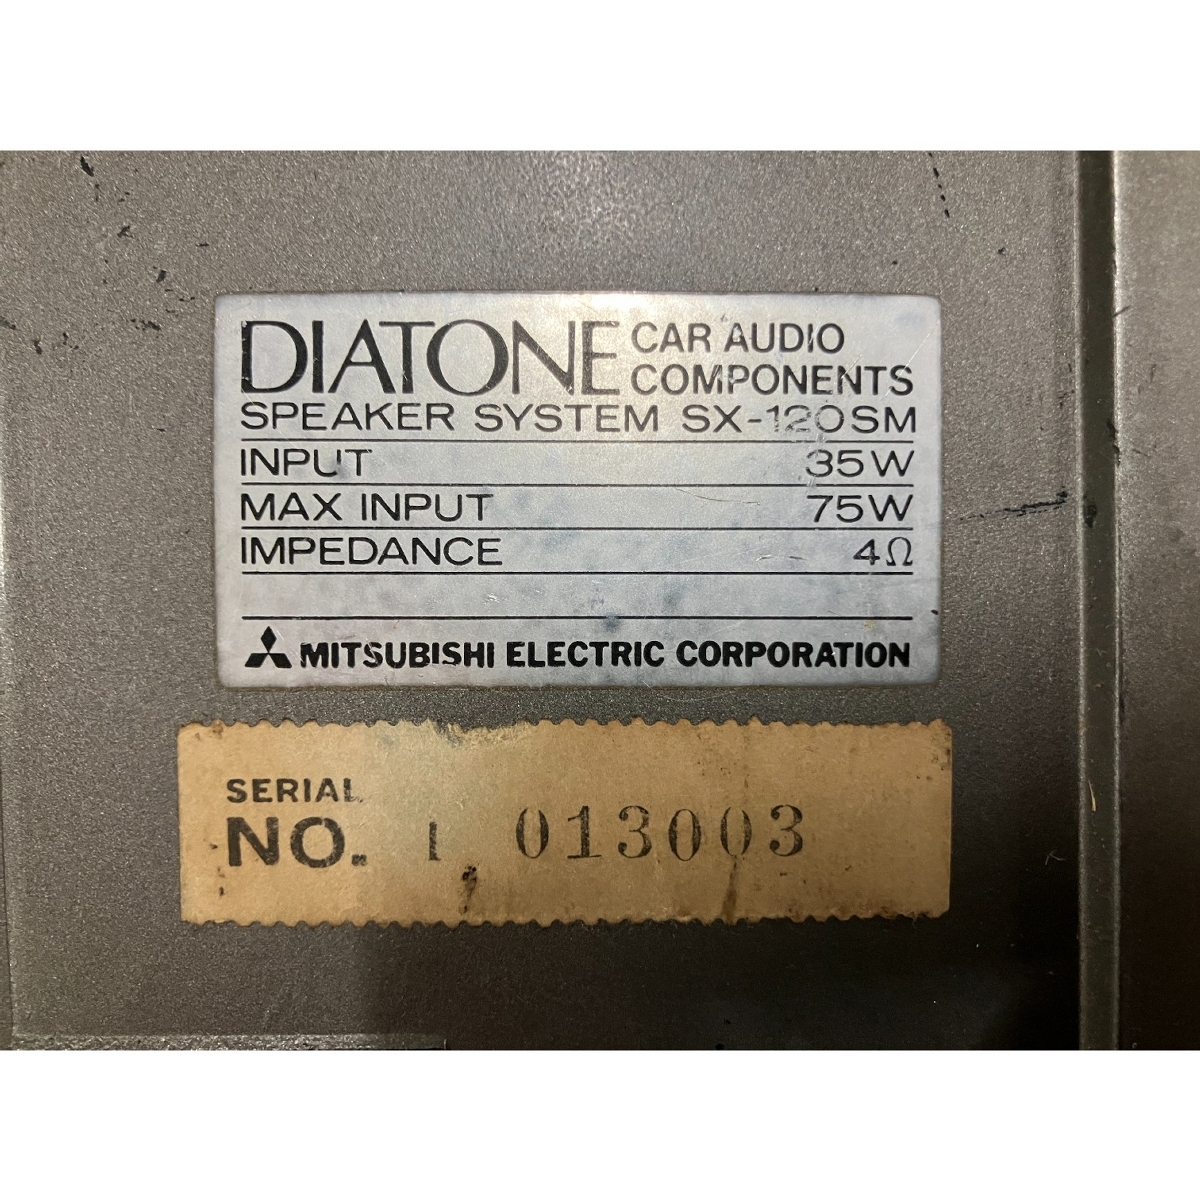 DIATONE CAR AUDIO
COMPONENTS
SPEAKER SYSTEM SX-120SM
INPUT 35W
MAX INPUT 75W
IMPEDANCE 4Ω
MITSUBISHI ELECTRIC CORPORATION
SERIAL
NO. 1 013003